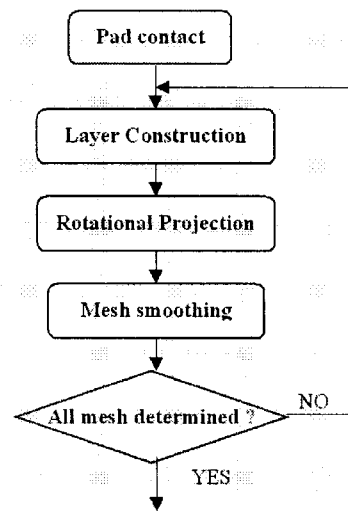 Pad contact
Layer Construction
Rotational Projection
Mesh smoothing
All mesh determined ?
NO
YES